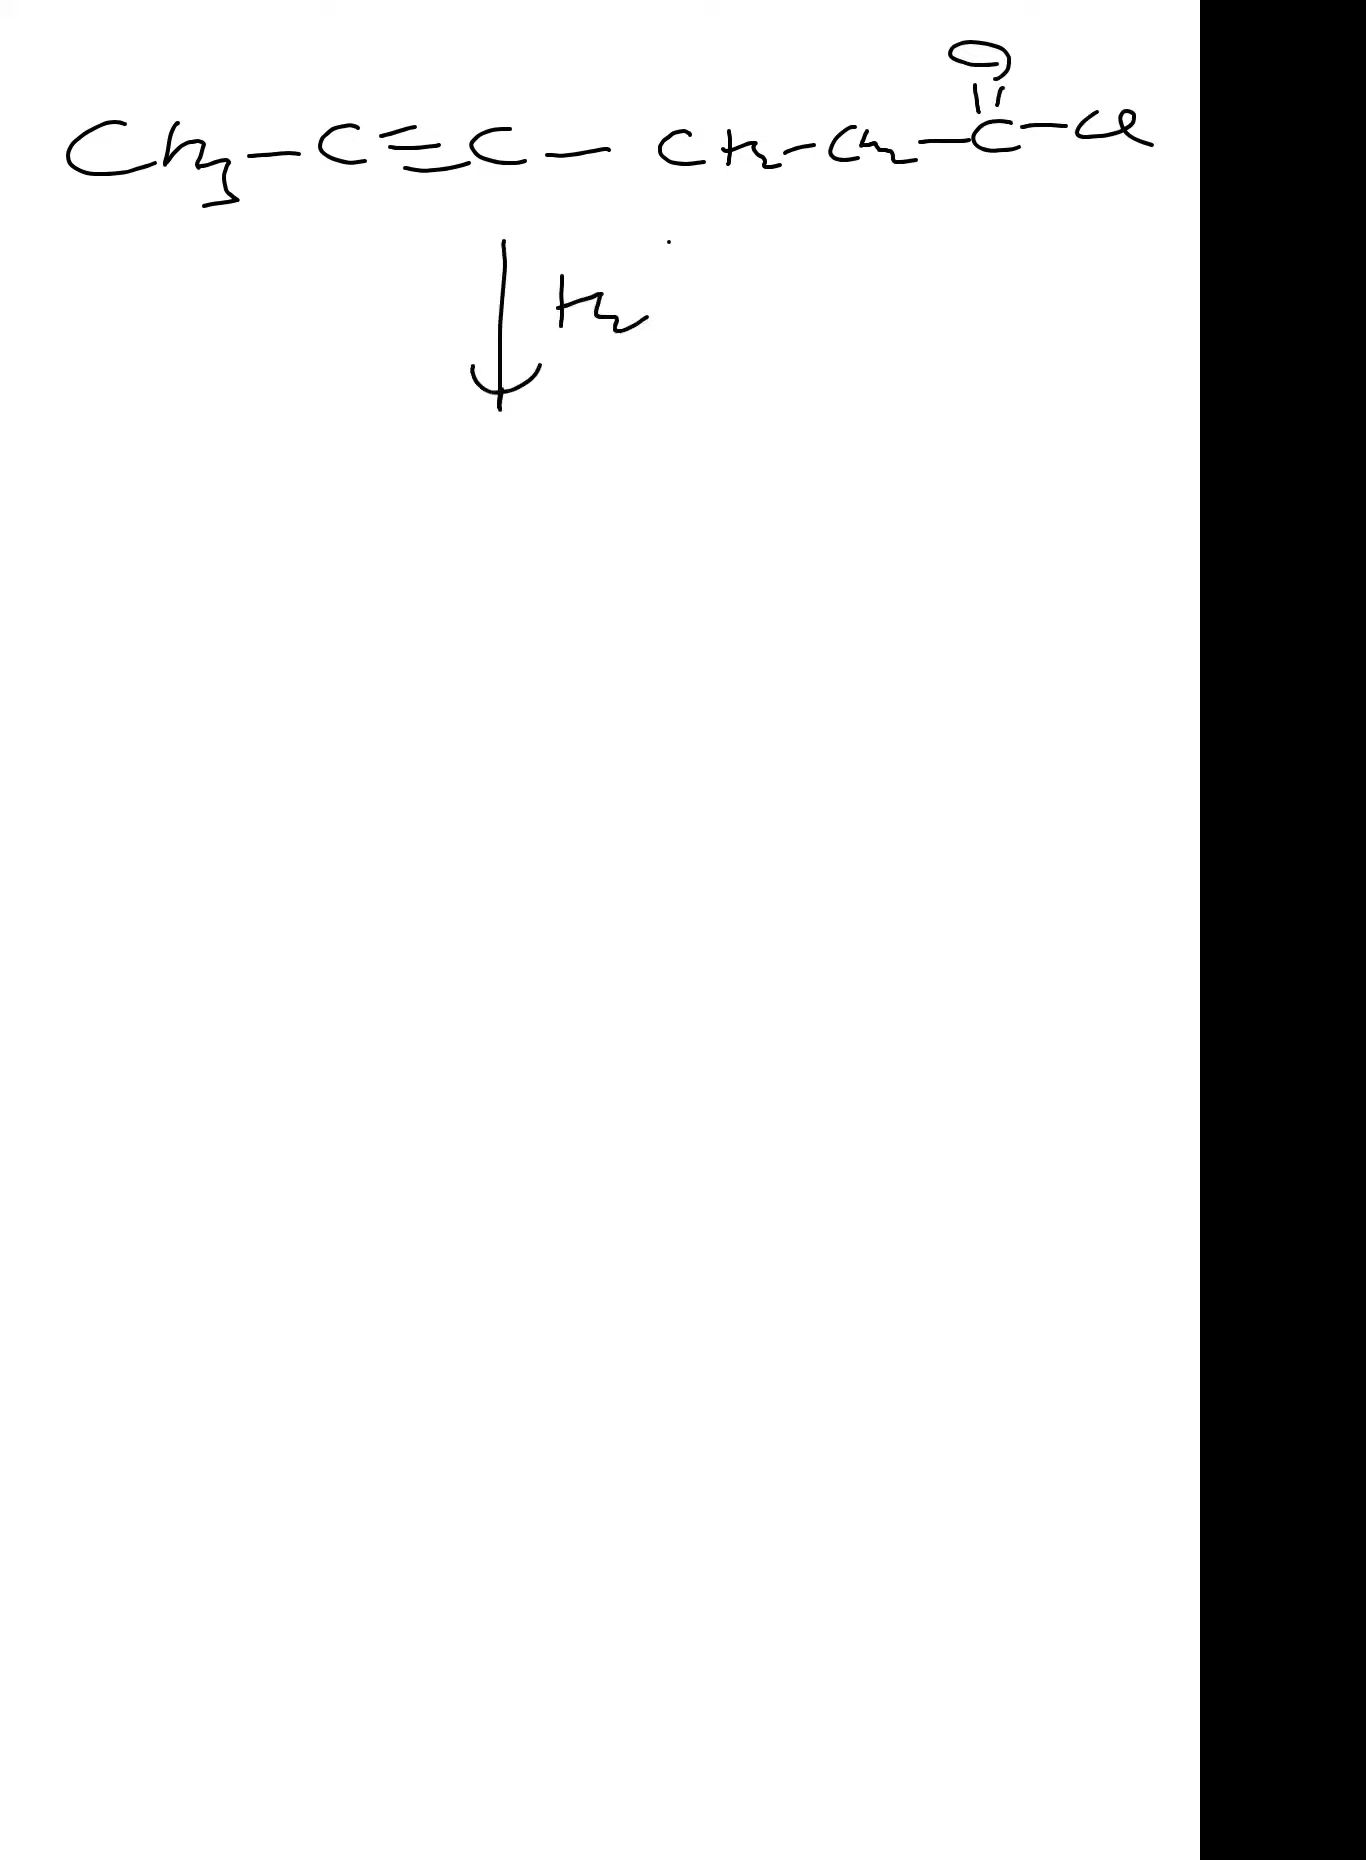 O
CH3 — C ≡ C — CH2 — CH2 — C — Cl
H2